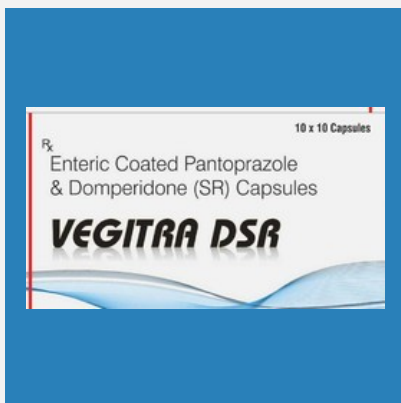 10 x 10 Capsules
Rx
Enteric Coated Pantoprazole
& Domperidone (SR) Capsules
VEGITRA DSR